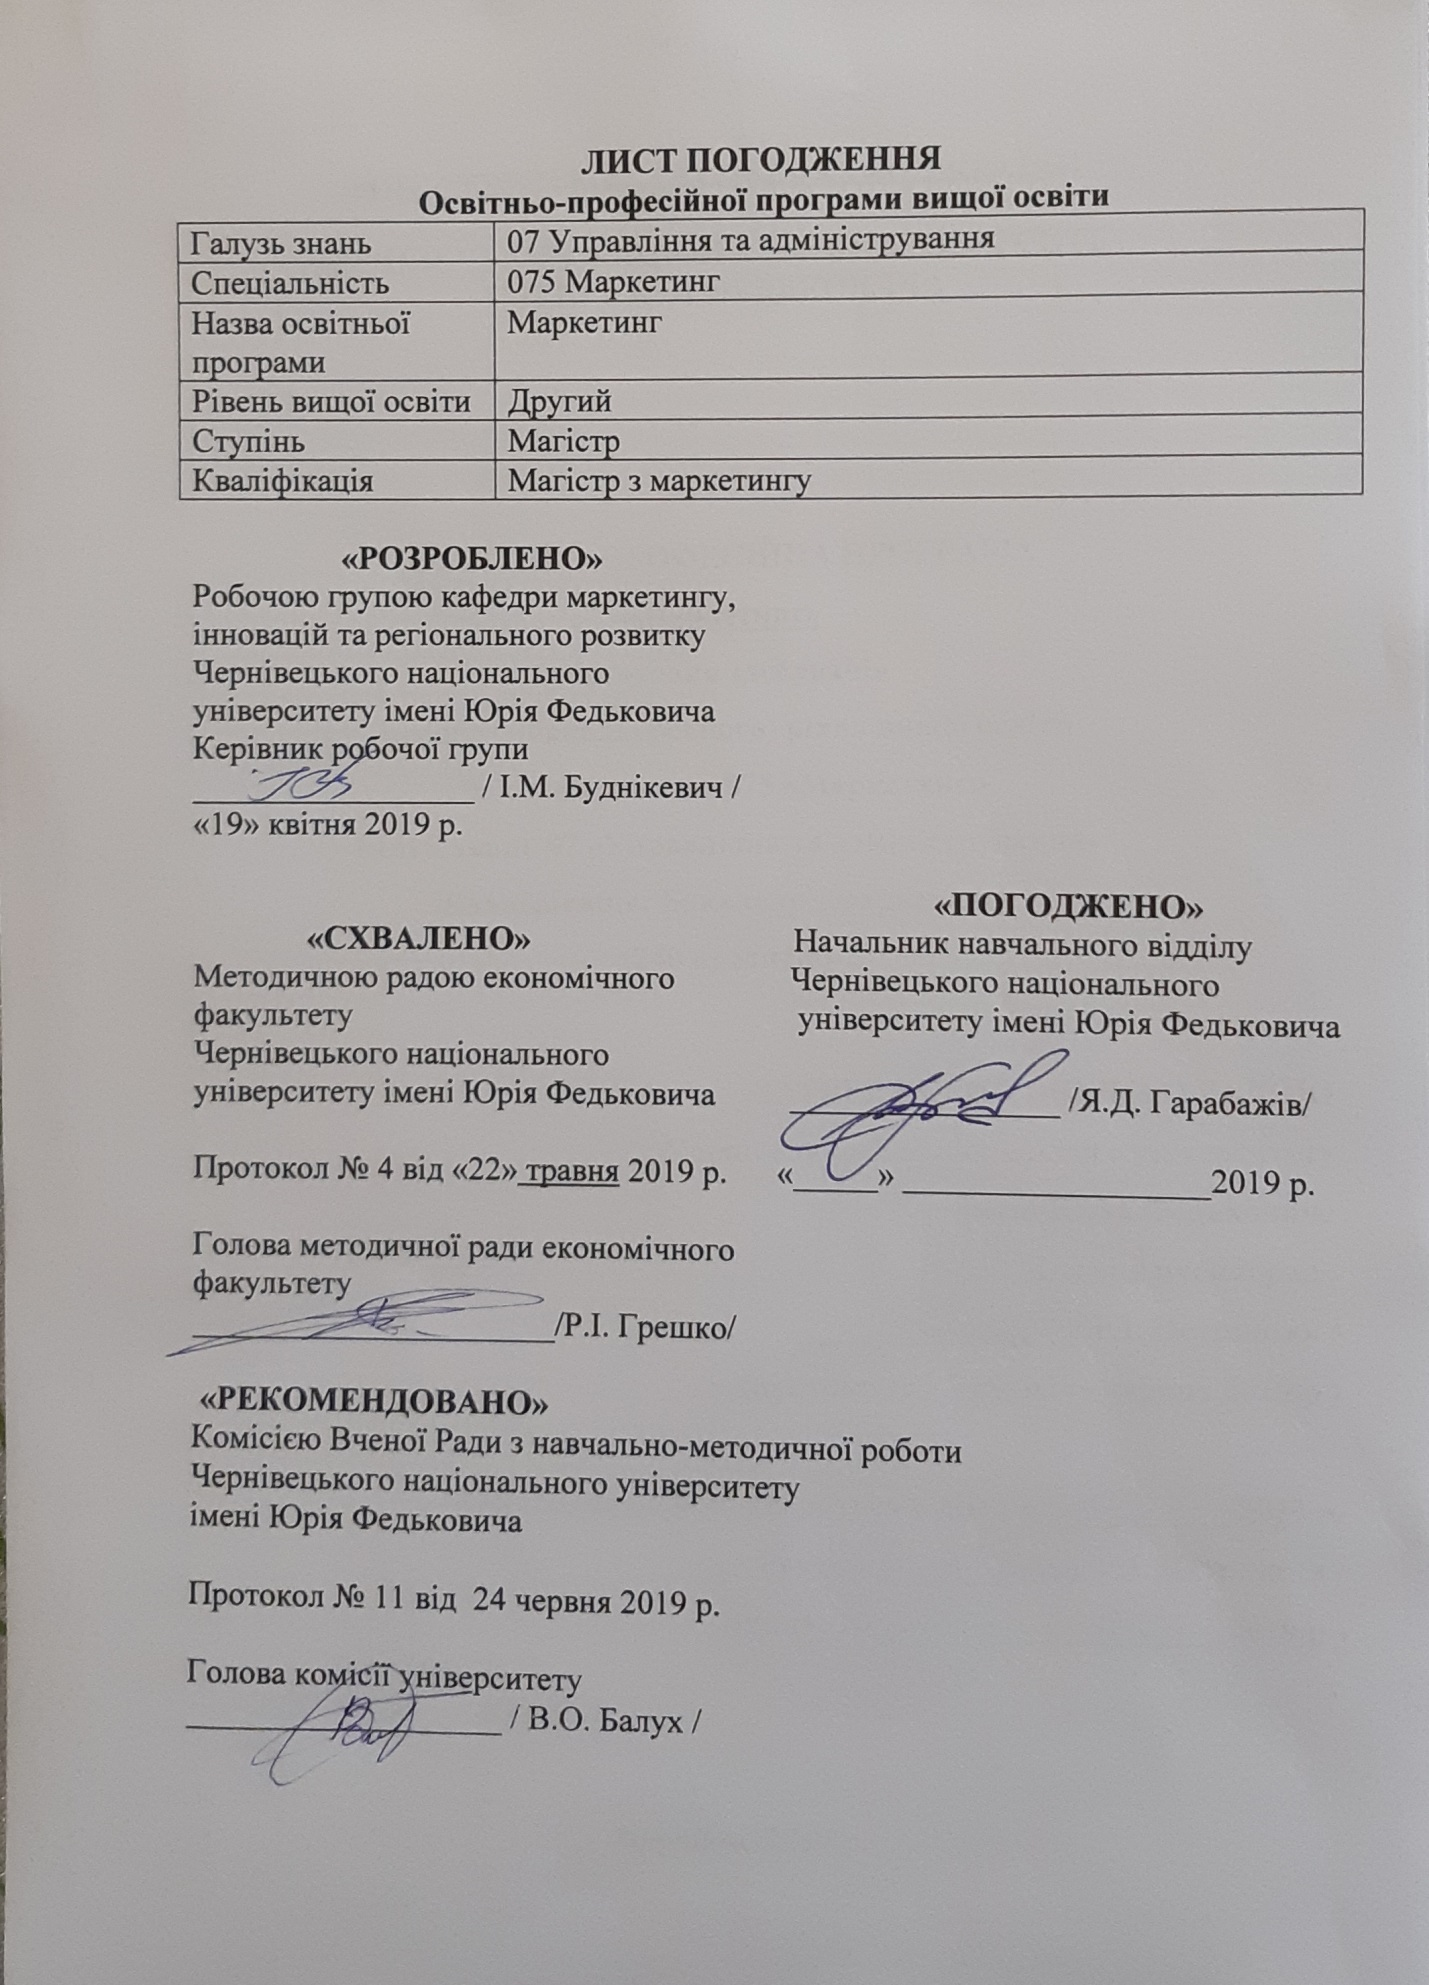 ЛИСТ ПОГОДЖЕННЯ
Освітньо-професійної програми вищої освіти
Галузь знань 07 Управління та адміністрування
Спеціальність 075 Маркетинг
Назва освітньої Маркетинг
програми
Рівень вищої освіти Другий
Ступінь Магістр
Кваліфікація Магістр з маркетингу
«РОЗРОБЛЕНО»
Робочою групою кафедри маркетингу,
інновацій та регіонального розвитку
Чернівецького національного
університету імені Юрія Федьковича
Керівник робочої групи
/ І.М. Буднікевич /
«19» квітня 2019 р.
«СХВАЛЕНО»
Методичною радою економічного
факультету
Чернівецького національного
університету імені Юрія Федьковича
Протокол № 4 від «22» травня 2019 р.
Голова методичної ради економічного
факультету
/Р.І. Грешко/
«ПОГОДЖЕНО»
Начальник навчального відділу
Чернівецького національного
університету імені Юрія Федьковича
/Я.Д. Гарабажів/
«_____» __________________2019 р.
«РЕКОМЕНДОВАНО»
Комісією Вченої Ради з навчально-методичної роботи
Чернівецького національного університету
імені Юрія Федьковича
Протокол № 11 від 24 червня 2019 р.
Голова комісії університету
/ В.О. Балух /